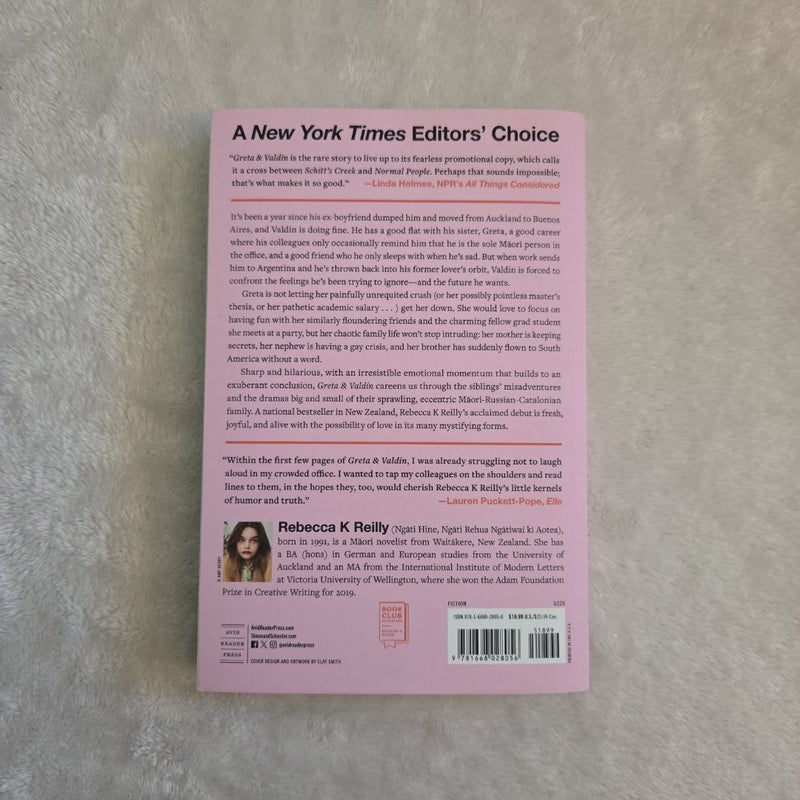 A New York Times Editors' Choice
“Greta & Valdin is the rare story to live up to its fearless promotional copy, which calls
it a cross between Schitt's Creek and Normal People. Perhaps that sounds impossible;
that's what makes it so good.” —Linda Holmes, NPR's All Things Considered
It's been a year since his ex-boyfriend dumped him and moved from Auckland to Buenos
Aires, and Valdin is doing fine. He has a good flat with his sister, Greta, a good career
where his colleagues only occasionally remind him that he is the sole Māori person in
the office, and a good friend who he only sleeps with when he's sad. But when work sends
him to Argentina and he's thrown back into his former lover's orbit, Valdin is forced to
confront the feelings he's been trying to ignore—and the future he wants.
Greta is not letting her painfully unrequited crush (or her possibly pointless master's
thesis, or her pathetic academic salary . . . ) get her down. She would love to focus on
having fun with her similarly floundering friends and the charming fellow grad student
she meets at a party, but her chaotic family life won't stop intruding: her mother is keeping
secrets, her nephew is having a gay crisis, and her brother has suddenly flown to South
America without a word.
Sharp and hilarious, with an irresistible emotional momentum that builds to an
exuberant conclusion, Greta & Valdin careens us through the siblings' misadventures
and the dramas big and small of their sprawling, eccentric Māori-Russian-Catalonian
family. A national bestseller in New Zealand, Rebecca K Reilly's acclaimed debut is fresh,
joyful, and alive with the possibility of love in its many mystifying forms.
“Within the first few pages of Greta & Valdin, I was already struggling not to laugh
aloud in my crowded office. I wanted to tap my colleagues on the shoulders and read
lines to them, in the hopes they, too, would cherish Rebecca K Reilly's little kernels
of humor and truth.” —Lauren Puckett-Pope, Elle
Rebecca K Reilly (Ngāti Hine, Ngāti Rehua Ngātiwai ki Aotea),
born in 1991, is a Māori novelist from Waitākere, New Zealand. She has
a BA (hons) in German and European studies from the University of
Auckland and an MA from the International Institute of Modern Letters
at Victoria University of Wellington, where she won the Adam Foundation
Prize in Creative Writing for 2019.
AVID
READER
PRESS
AvidReaderPress.com
SimonandSchuster.com
@avidreaderpress
COVER DESIGN AND ARTWORK BY CLAY SMITH
BOOK
CLUB
FICTION 0225
ISBN 978-1-6680-2805-6 $18.99 U.S./$25.99 Can.
51899
9 781668 028056
PRINTED IN THE U.S.A.